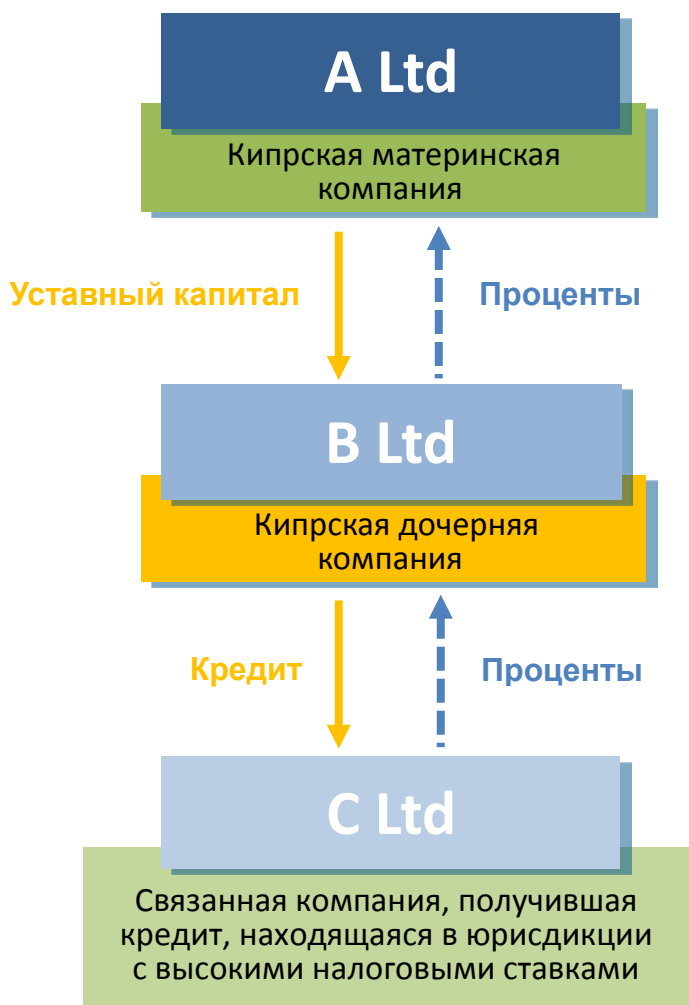 A Ltd
Кипрская материнская
компания
Уставный капитал
Проценты
B Ltd
Кипрская дочерняя
компания
Кредит
Проценты
C Ltd
Связанная компания, получившая
кредит, находящаяся в юрисдикции
с высокими налоговыми ставками